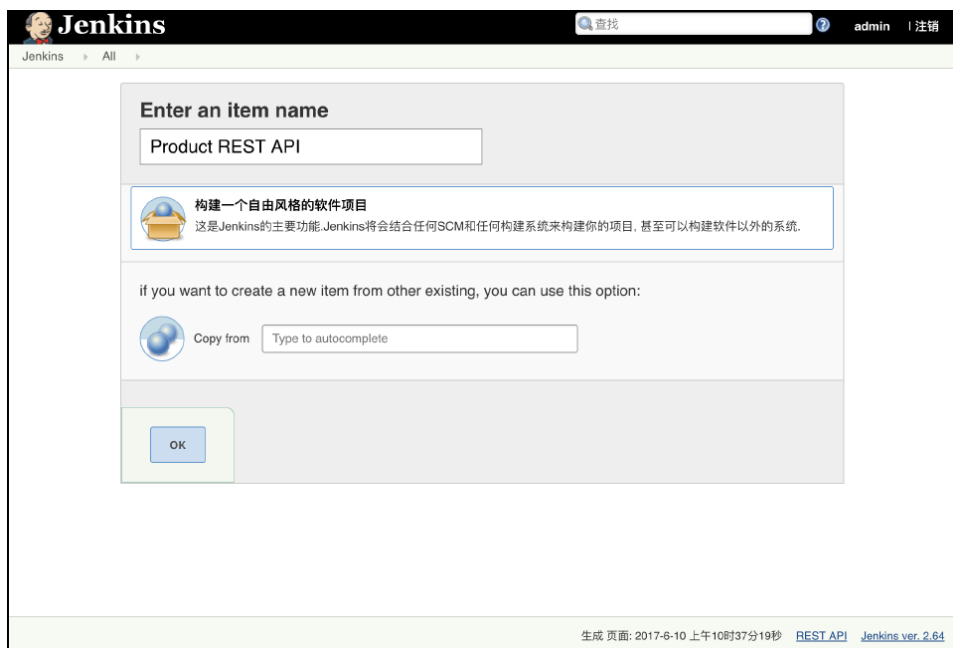 Jenkins
查找
admin
注销
Jenkins
All
Enter an item name
Product REST API
构建一个自由风格的软件项目
这是Jenkins的主要功能.Jenkins将会结合任何SCM和任何构建系统来构建你的项目, 甚至可以构建软件以外的系统.
if you want to create a new item from other existing, you can use this option:
Copy from
Type to autocomplete
OK
生成 页面: 2017-6-10 上午10时37分19秒 REST API Jenkins ver. 2.64